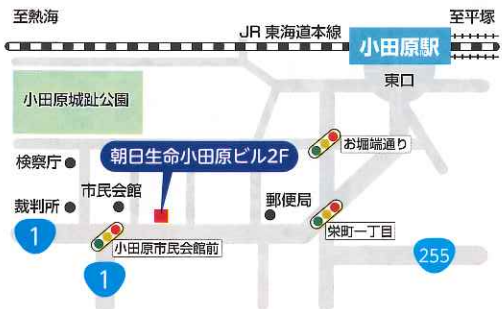 至熱海
至平塚
JR 東海道本線
小田原駅
東口
小田原城趾公園
お堀端通り
朝日生命小田原ビル2F
検察庁
市民会館
郵便局
裁判所
栄町一丁目
1
小田原市民会館前
255
1